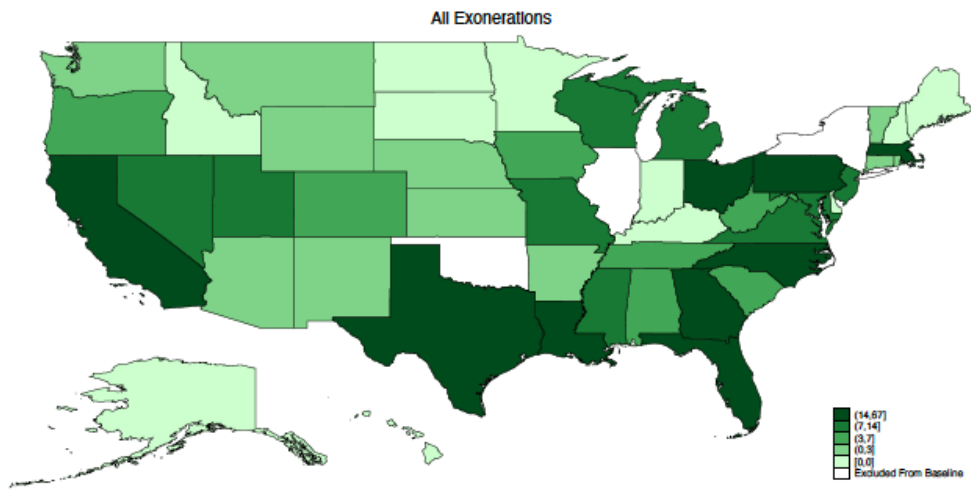 All Exonerations
(14,67]
(7,14]
(3,7]
(0,3]
[0,0]
Excluded From Baseline